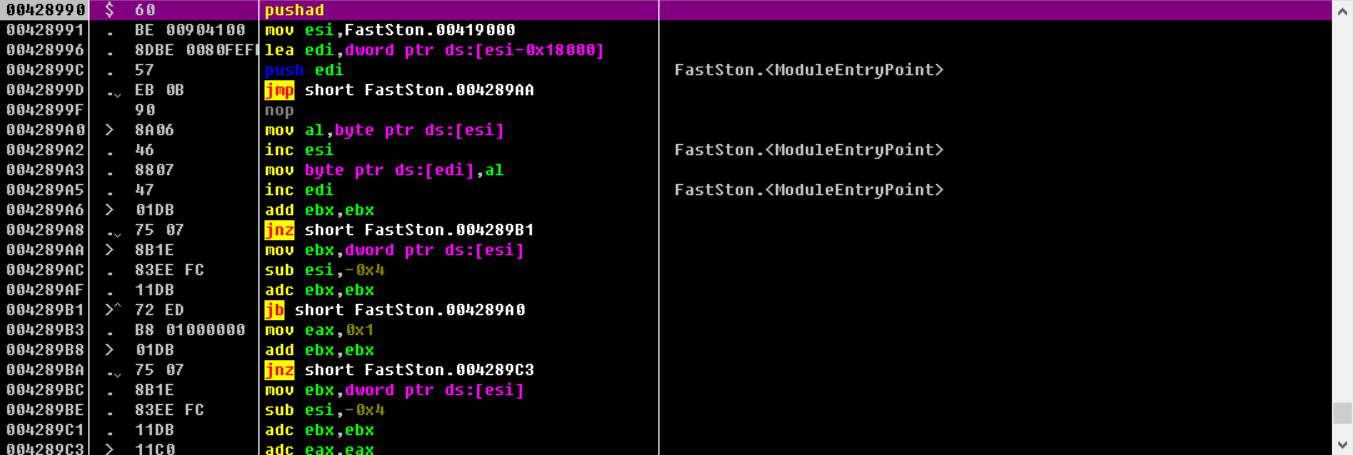 00428990 $ 60 pushad
00428991 . BE 00904100 mov esi,FastSton.00419000
00428996 . 8DBE 0080FEFF lea edi,dword ptr ds:[esi-0x18000]
0042899C . 57 push edi FastSton.<ModuleEntryPoint>
0042899D .⌄ EB 0B jmp short FastSton.004289AA
0042899F 90 nop
004289A0 > 8A06 mov al,byte ptr ds:[esi]
004289A2 . 46 inc esi FastSton.<ModuleEntryPoint>
004289A3 . 8807 mov byte ptr ds:[edi],al
004289A5 . 47 inc edi FastSton.<ModuleEntryPoint>
004289A6 > 01DB add ebx,ebx
004289A8 .⌄ 75 07 jnz short FastSton.004289B1
004289AA > 8B1E mov ebx,dword ptr ds:[esi]
004289AC . 83EE FC sub esi,-0x4
004289AF . 11DB adc ebx,ebx
004289B1 >^ 72 ED jb short FastSton.004289A0
004289B3 . B8 01000000 mov eax,0x1
004289B8 > 01DB add ebx,ebx
004289BA .⌄ 75 07 jnz short FastSton.004289C3
004289BC . 8B1E mov ebx,dword ptr ds:[esi]
004289BE . 83EE FC sub esi,-0x4
004289C1 . 11DB adc ebx,ebx
004289C3 > 11C0 adc eax,eax